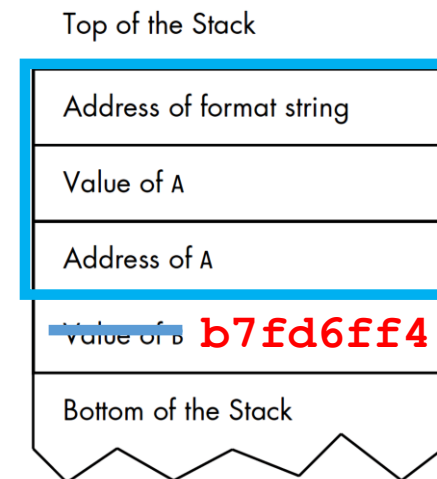 Top of the Stack
Address of format string
Value of A
Address of A
Value of B b7fd6ff4
Bottom of the Stack